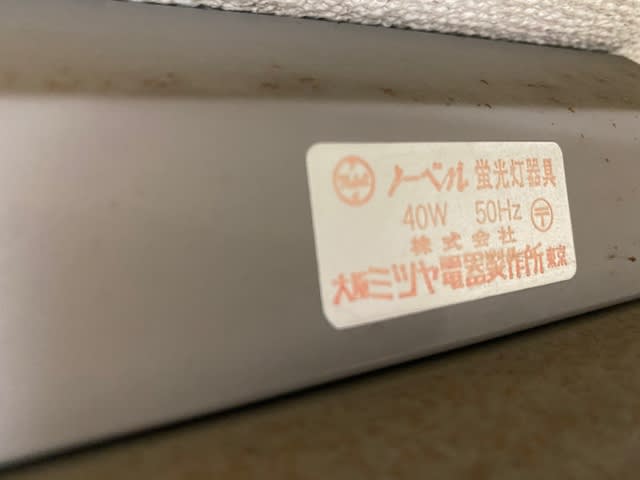 ノーベル 蛍光灯器具
40W 50Hz 〒
株式会社
大阪ミツヤ電器製作所東京